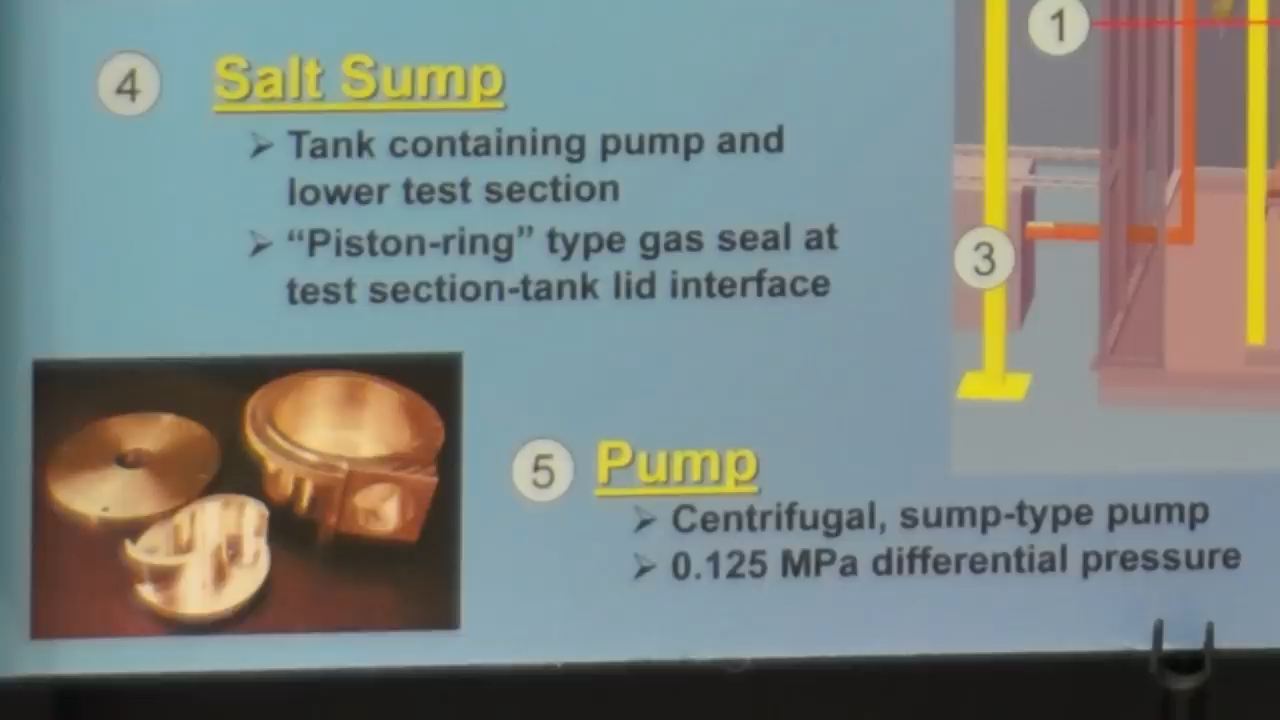 1
4 Salt Sump
➢ Tank containing pump and
lower test section
➢ “Piston-ring” type gas seal at
test section-tank lid interface
3
5 Pump
➢ Centrifugal, sump-type pump
➢ 0.125 MPa differential pressure